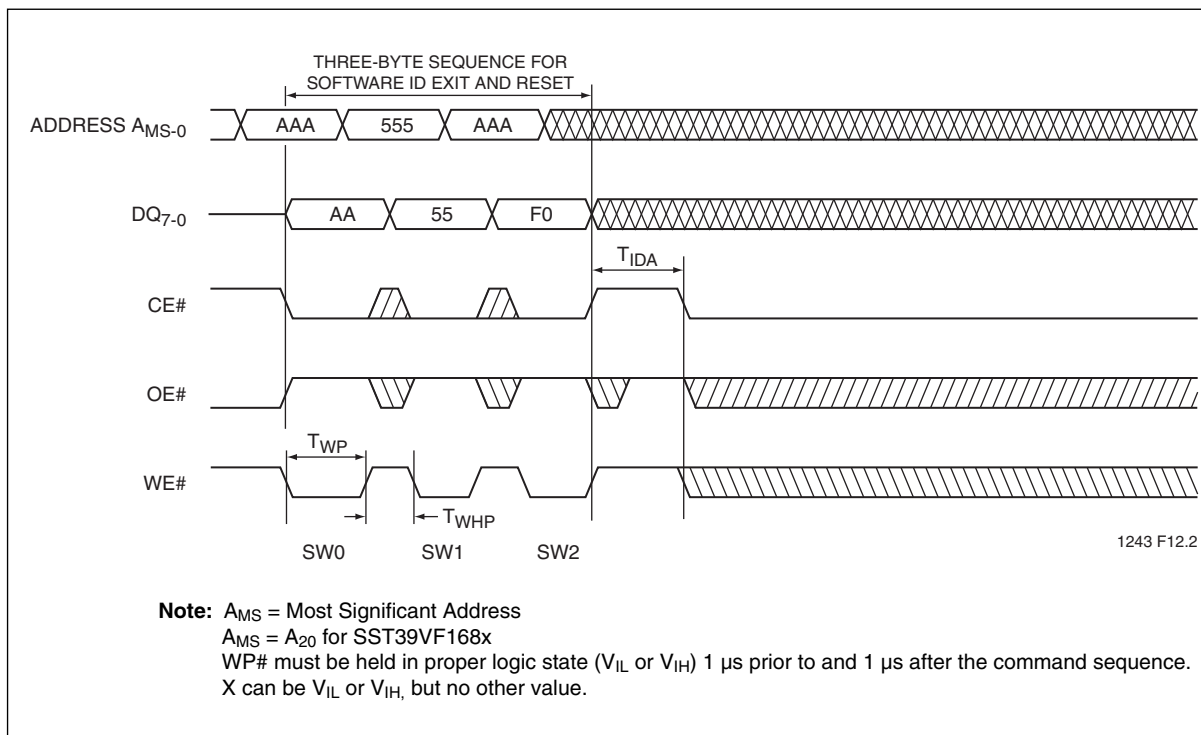 THREE-BYTE SEQUENCE FOR
SOFTWARE ID EXIT AND RESET
ADDRESS AMS-0
AAA
555
AAA
DQ7-0
AA
55
F0
TIDA
CE#
OE#
TWP
WE#
TWHP
SW0
SW1
SW2
1243 F12.2
Note: AMS = Most Significant Address
AMS = A20 for SST39VF168x
WP# must be held in proper logic state (VIL or VIH) 1 µs prior to and 1 µs after the command sequence.
X can be VIL or VIH, but no other value.